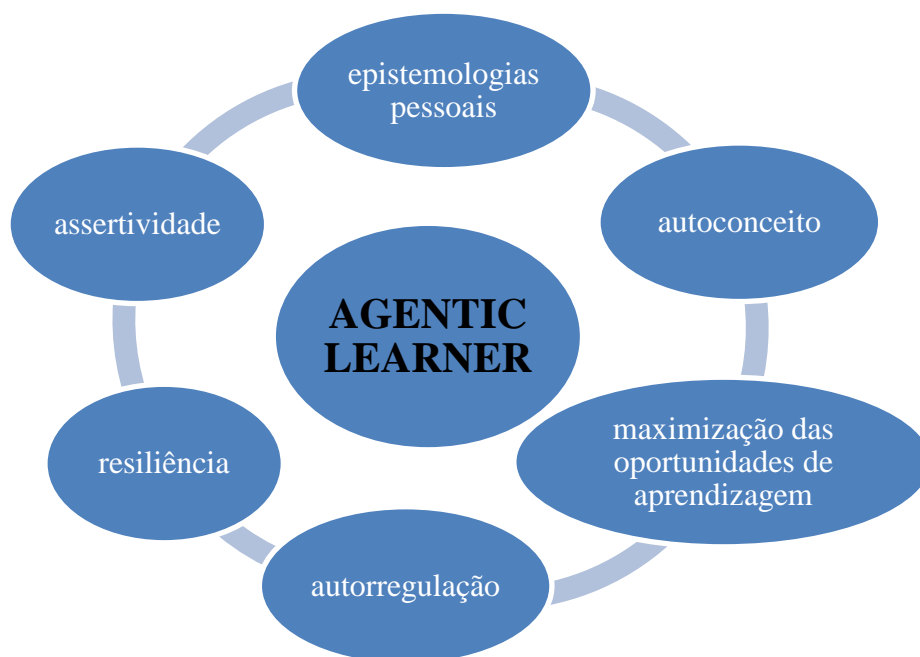 epistemologias
pessoais
assertividade
autoconceito
AGENTIC
LEARNER
maximização das
oportunidades de
aprendizagem
resiliência
autorregulação